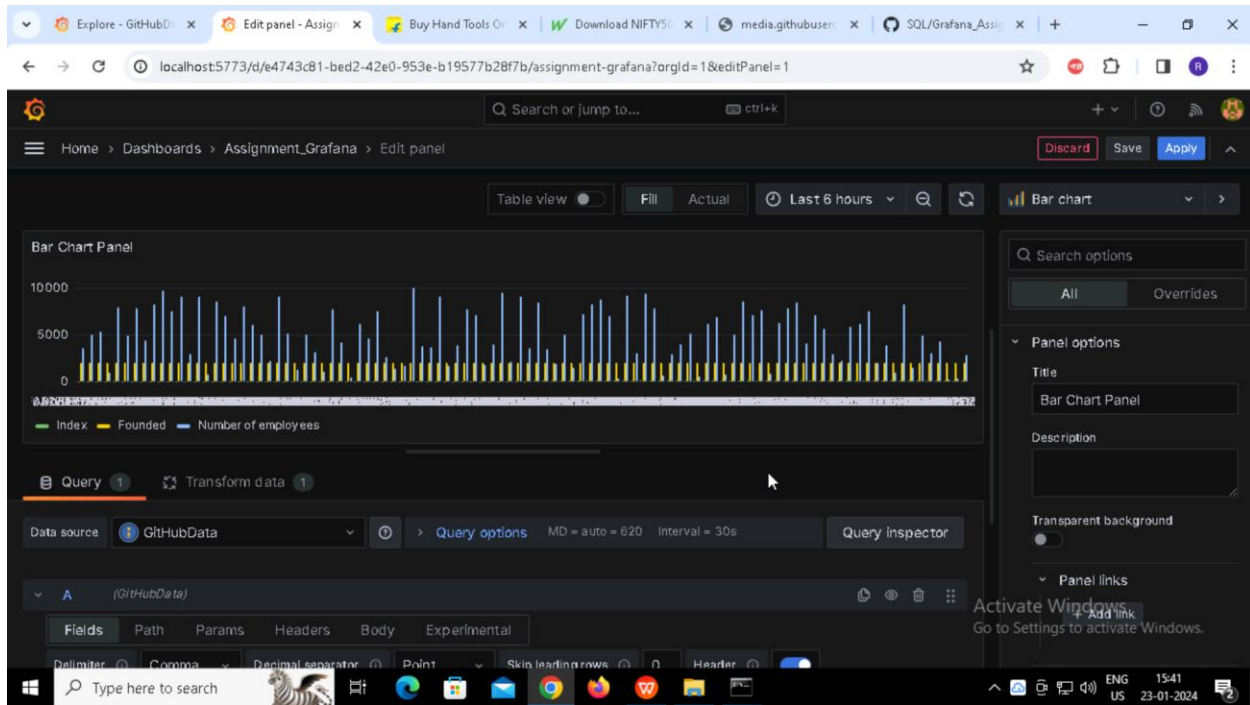 Explore - GitHubD
Edit panel - Assign
Buy Hand Tools On
Download NIFTY50
media.githubuserc
SQL/Grafana_Assig
localhost:5773/d/e4743c81-bed2-42e0-953e-b19577b28f7b/assignment-grafana?orgId=1&editPanel=1
R
Search or jump to...
ctrl+k
Home > Dashboards > Assignment_Grafana > Edit panel
Discard Save Apply
Table view Fill Actual Last 6 hours
Bar chart
Bar Chart Panel
Search options
All Overrides
10000
5000
0
Index Founded Number of employees
Panel options
Title
Bar Chart Panel
Description
Query 1 Transform data 1
Data source GitHubData > Query options MD = auto = 620 Interval = 30s Query inspector
Transparent background
Panel links
+ Add link
A (GitHubData)
Fields Path Params Headers Body Experimental
Delimiter Comma Decimal separator Point Skip leading rows 0 Header
Activate Windows
Go to Settings to activate Windows.
Type here to search
ENG
US
15:41
23-01-2024
2